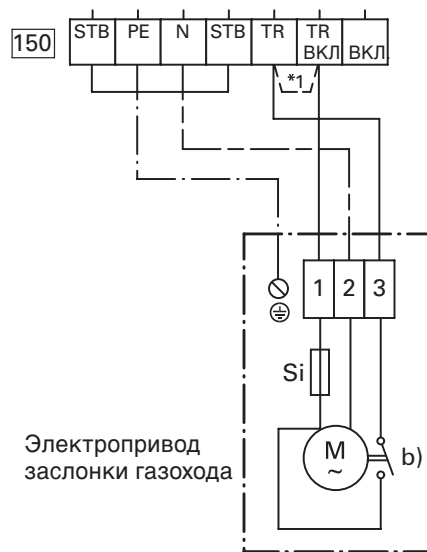 150
STB PE N STB TR TR ВКЛ ВКЛ
*1
1 2 3
Si
M
~
b)
Электропривод
заслонки газохода